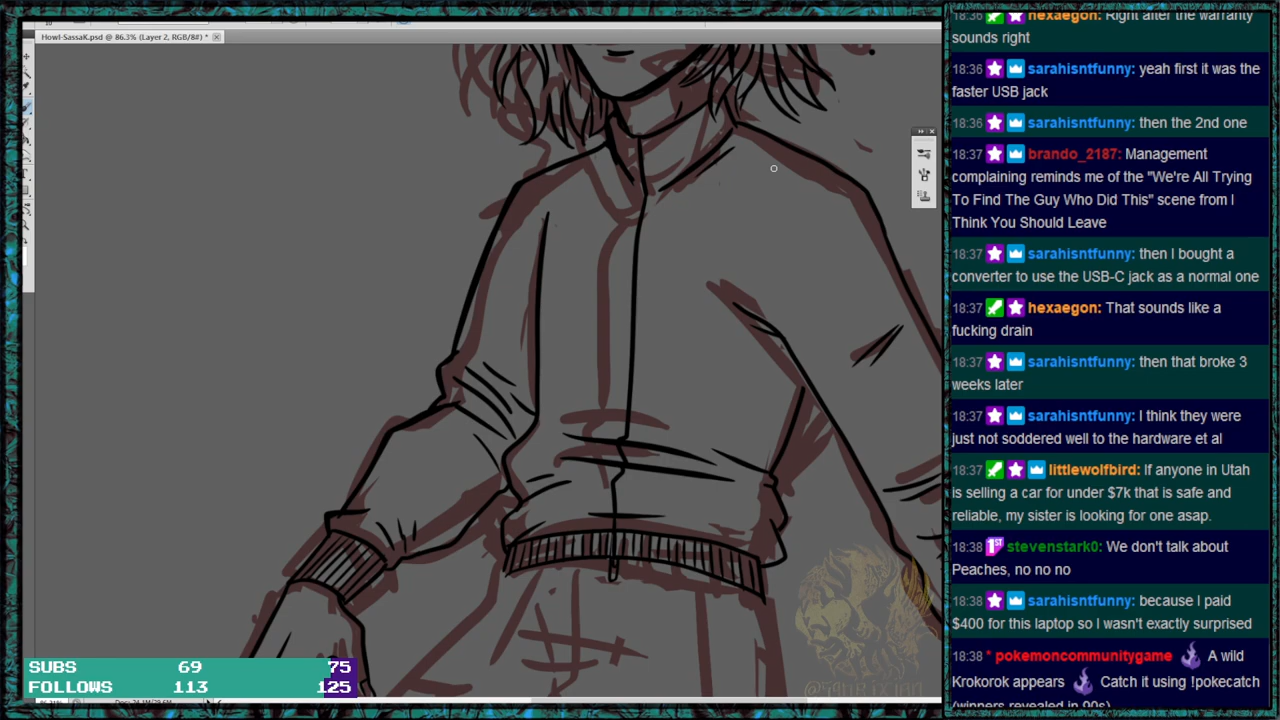 Howl-SassaK.psd @ 86.3% (Layer 2, RGB/8#) *
18:36 hexaegon: Right after the warranty
sounds right
18:36 sarahisntfunny: yeah first it was the
faster USB jack
18:36 sarahisntfunny: then the 2nd one
18:37 brando_2187: Management
complaining reminds me of the "We're All Trying
To Find The Guy Who Did This" scene from I
Think You Should Leave
18:37 sarahisntfunny: then I bought a
converter to use the USB-C jack as a normal one
18:37 hexaegon: That sounds like a
fucking drain
18:37 sarahisntfunny: then that broke 3
weeks later
18:37 sarahisntfunny: I think they were
just not soddered well to the hardware et al
18:37 littlewolfbird: If anyone in Utah
is selling a car for under $7k that is safe and
reliable, my sister is looking for one asap.
18:38 1ST stevenstark0: We don't talk about
Peaches, no no no
18:38 sarahisntfunny: because I paid
$400 for this laptop so I wasn't exactly surprised
18:38 * pokemoncommunitygame A wild
Krokorok appears Catch it using !pokecatch
(winners revealed in 90s)
SUBS 69 75
FOLLOWS 113 125